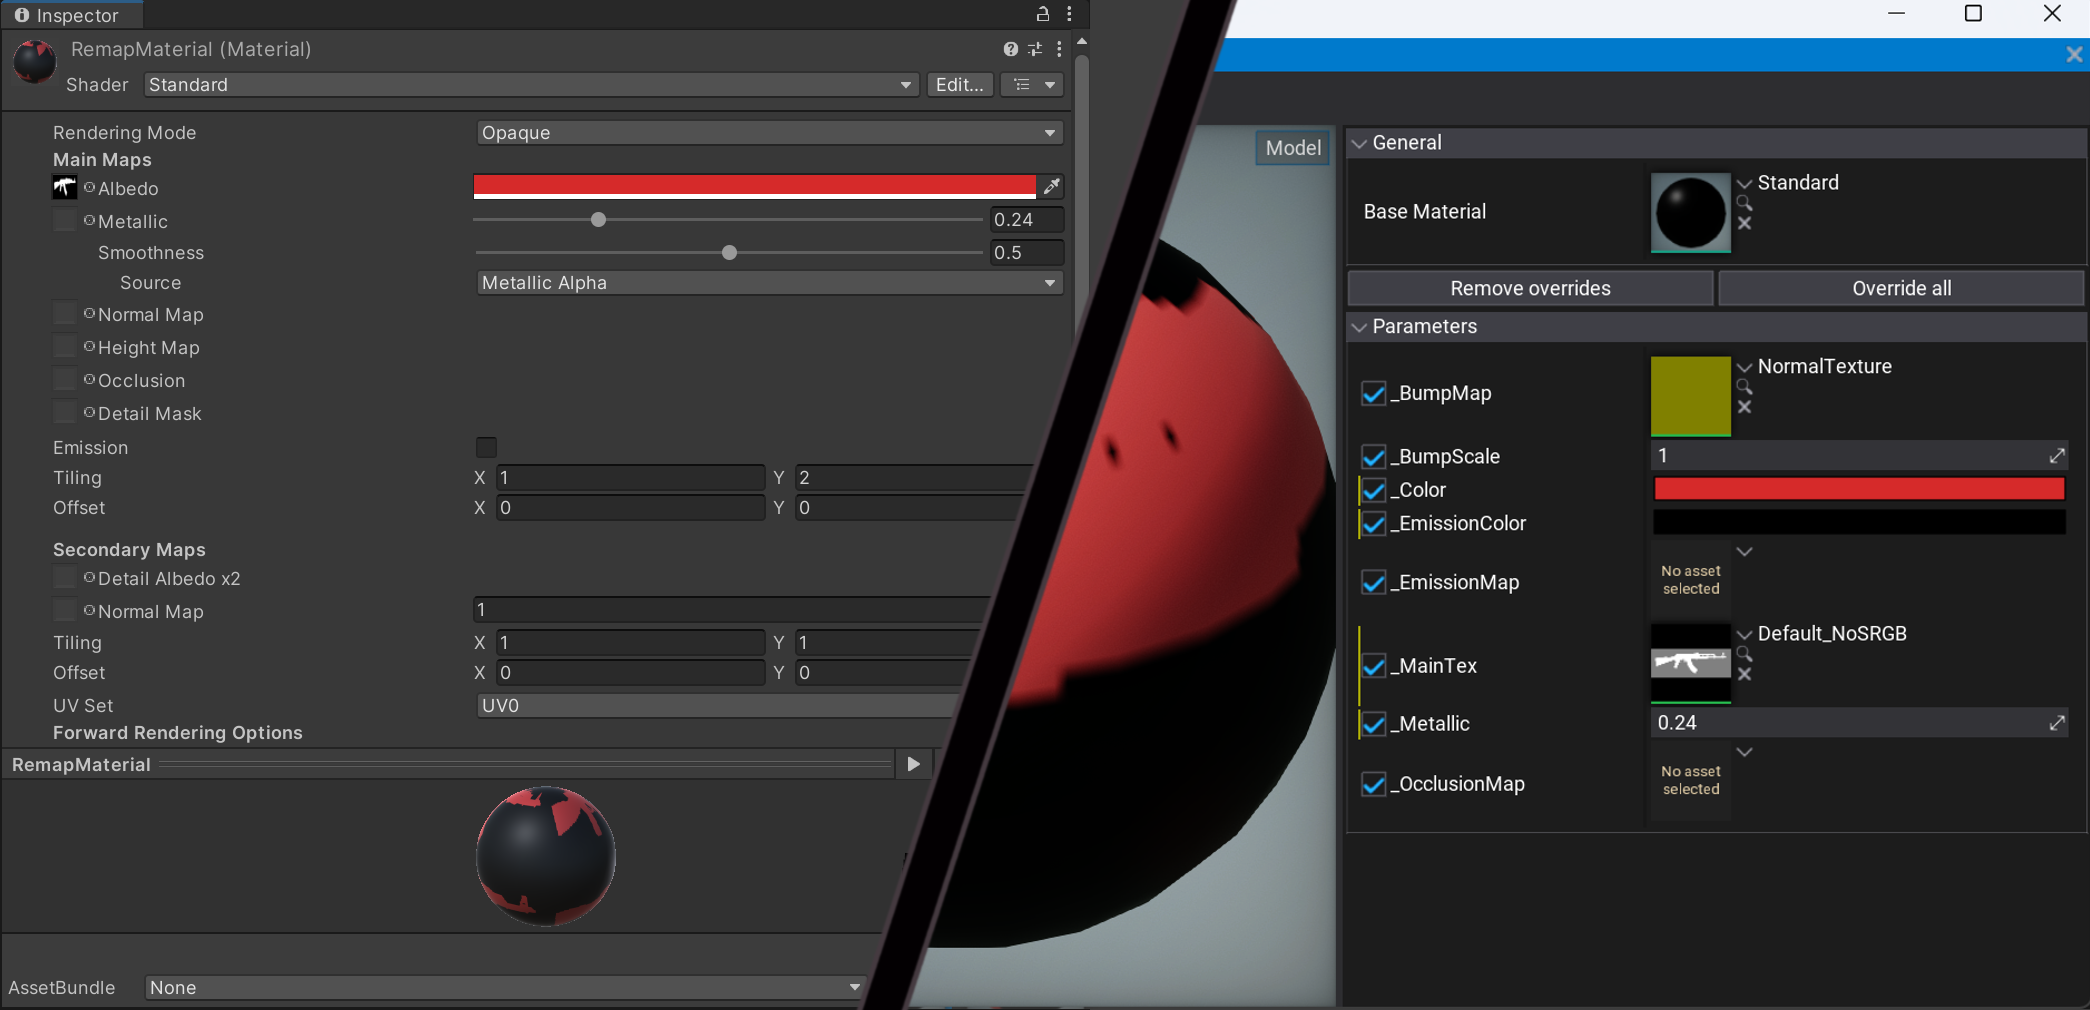 Inspector
RemapMaterial (Material)
Shader
Standard
Edit...
Rendering Mode
Opaque
Main Maps
Albedo
Metallic
0.24
Smoothness
0.5
Source
Metallic Alpha
Normal Map
Height Map
Occlusion
Detail Mask
Emission
Tiling
X 1
Y 2
Offset
X 0
Y 0
Secondary Maps
Detail Albedo x2
Normal Map
1
Tiling
X 1
Y 1
Offset
X 0
Y 0
UV Set
UV0
Forward Rendering Options
RemapMaterial
AssetBundle
None
Model
General
Base Material
Standard
Remove overrides
Override all
Parameters
_BumpMap
NormalTexture
_BumpScale
1
_Color
_EmissionColor
_EmissionMap
No asset
selected
_MainTex
Default_NoSRGB
_Metallic
0.24
_OcclusionMap
No asset
selected